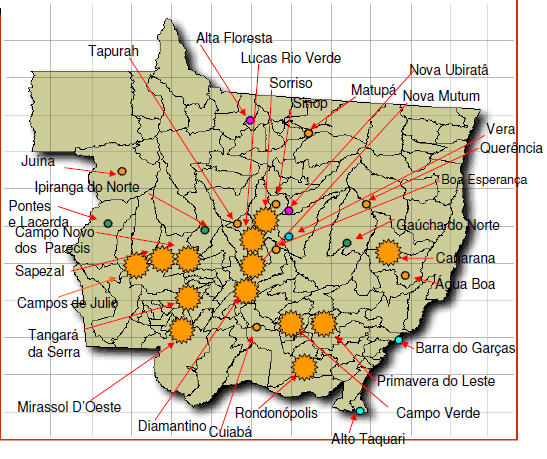 Alta Floresta
Tapurah
Lucas Rio Verde
Nova Ubiratâ
Sorriso
Matupá
Nova Mutum
Sinop
Vera
Querência
Juína
Boa Esperança
Ipiranga do Norte
Pontes
e Lacerda
Gaúcha do Norte
Campo Novo
dos Parecis
Canarana
Sapezal
Água Boa
Campos de Julio
Tangará
da Serra
Barra do Garças
Primavera do Leste
Mirassol D'Oeste
Rondonópolis
Campo Verde
Diamantino
Cuiabá
Alto Taquari